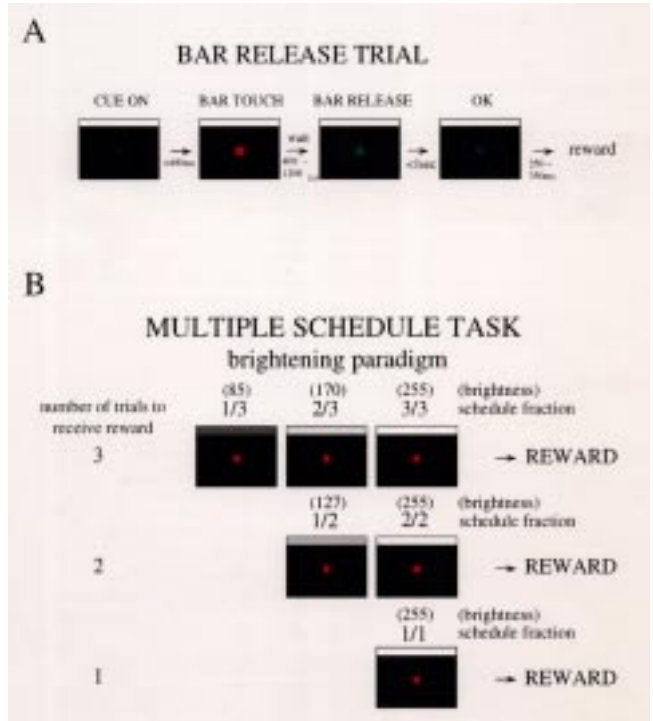 A
BAR RELEASE TRIAL
CUE ON BAR TOUCH BAR RELEASE OK
wait
reward
B
MULTIPLE SCHEDULE TASK
brightening paradigm
number of trials to
receive reward
(85) (170) (255) (brightness)
1/3 2/3 3/3 schedule fraction
3 → REWARD
(127) (255) (brightness)
1/2 2/2 schedule fraction
2 → REWARD
(255) (brightness)
1/1 schedule fraction
1 → REWARD